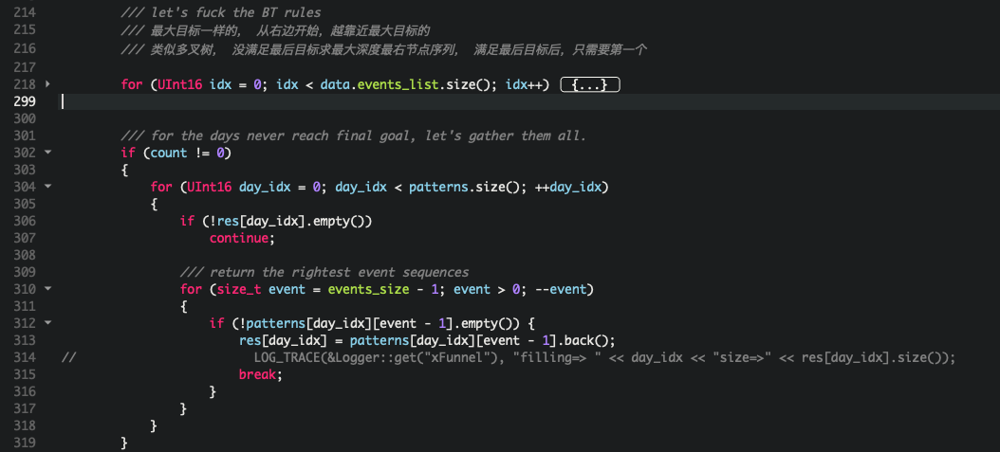 214 /// let's fuck the BT rules
215 /// 最大目标一样的, 从右边开始, 越靠近最大目标的
216 /// 类似多叉树, 没满足最后目标求最大深度最右节点序列, 满足最后目标后, 只需要第一个
217
218 for (UInt16 idx = 0; idx < data.events_list.size(); idx++) {...}
299
300
301 /// for the days never reach final goal, let's gather them all.
302 if (count != 0)
303 {
304 for (UInt16 day_idx = 0; day_idx < patterns.size(); ++day_idx)
305 {
306 if (!res[day_idx].empty())
307 continue;
308
309 /// return the rightest event sequences
310 for (size_t event = events_size - 1; event > 0; --event)
311 {
312 if (!patterns[day_idx][event - 1].empty()) {
313 res[day_idx] = patterns[day_idx][event - 1].back();
314 // LOG_TRACE(&Logger::get("xFunnel"), "filling=> " << day_idx << "size=>" << res[day_idx].size());
315 break;
316 }
317 }
318 }
319 }